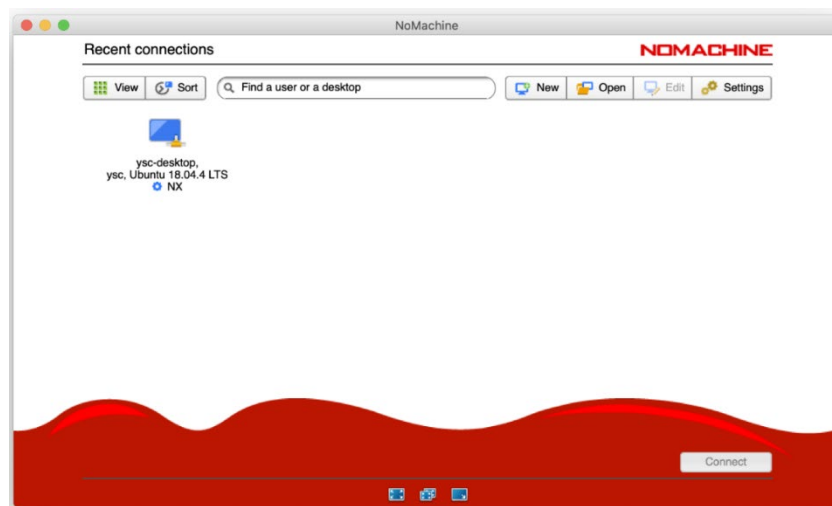 NoMachine
Recent connections
NOMACHINE
View
Sort
Find a user or a desktop
New
Open
Edit
Settings
ysc-desktop,
ysc, Ubuntu 18.04.4 LTS
NX
Connect